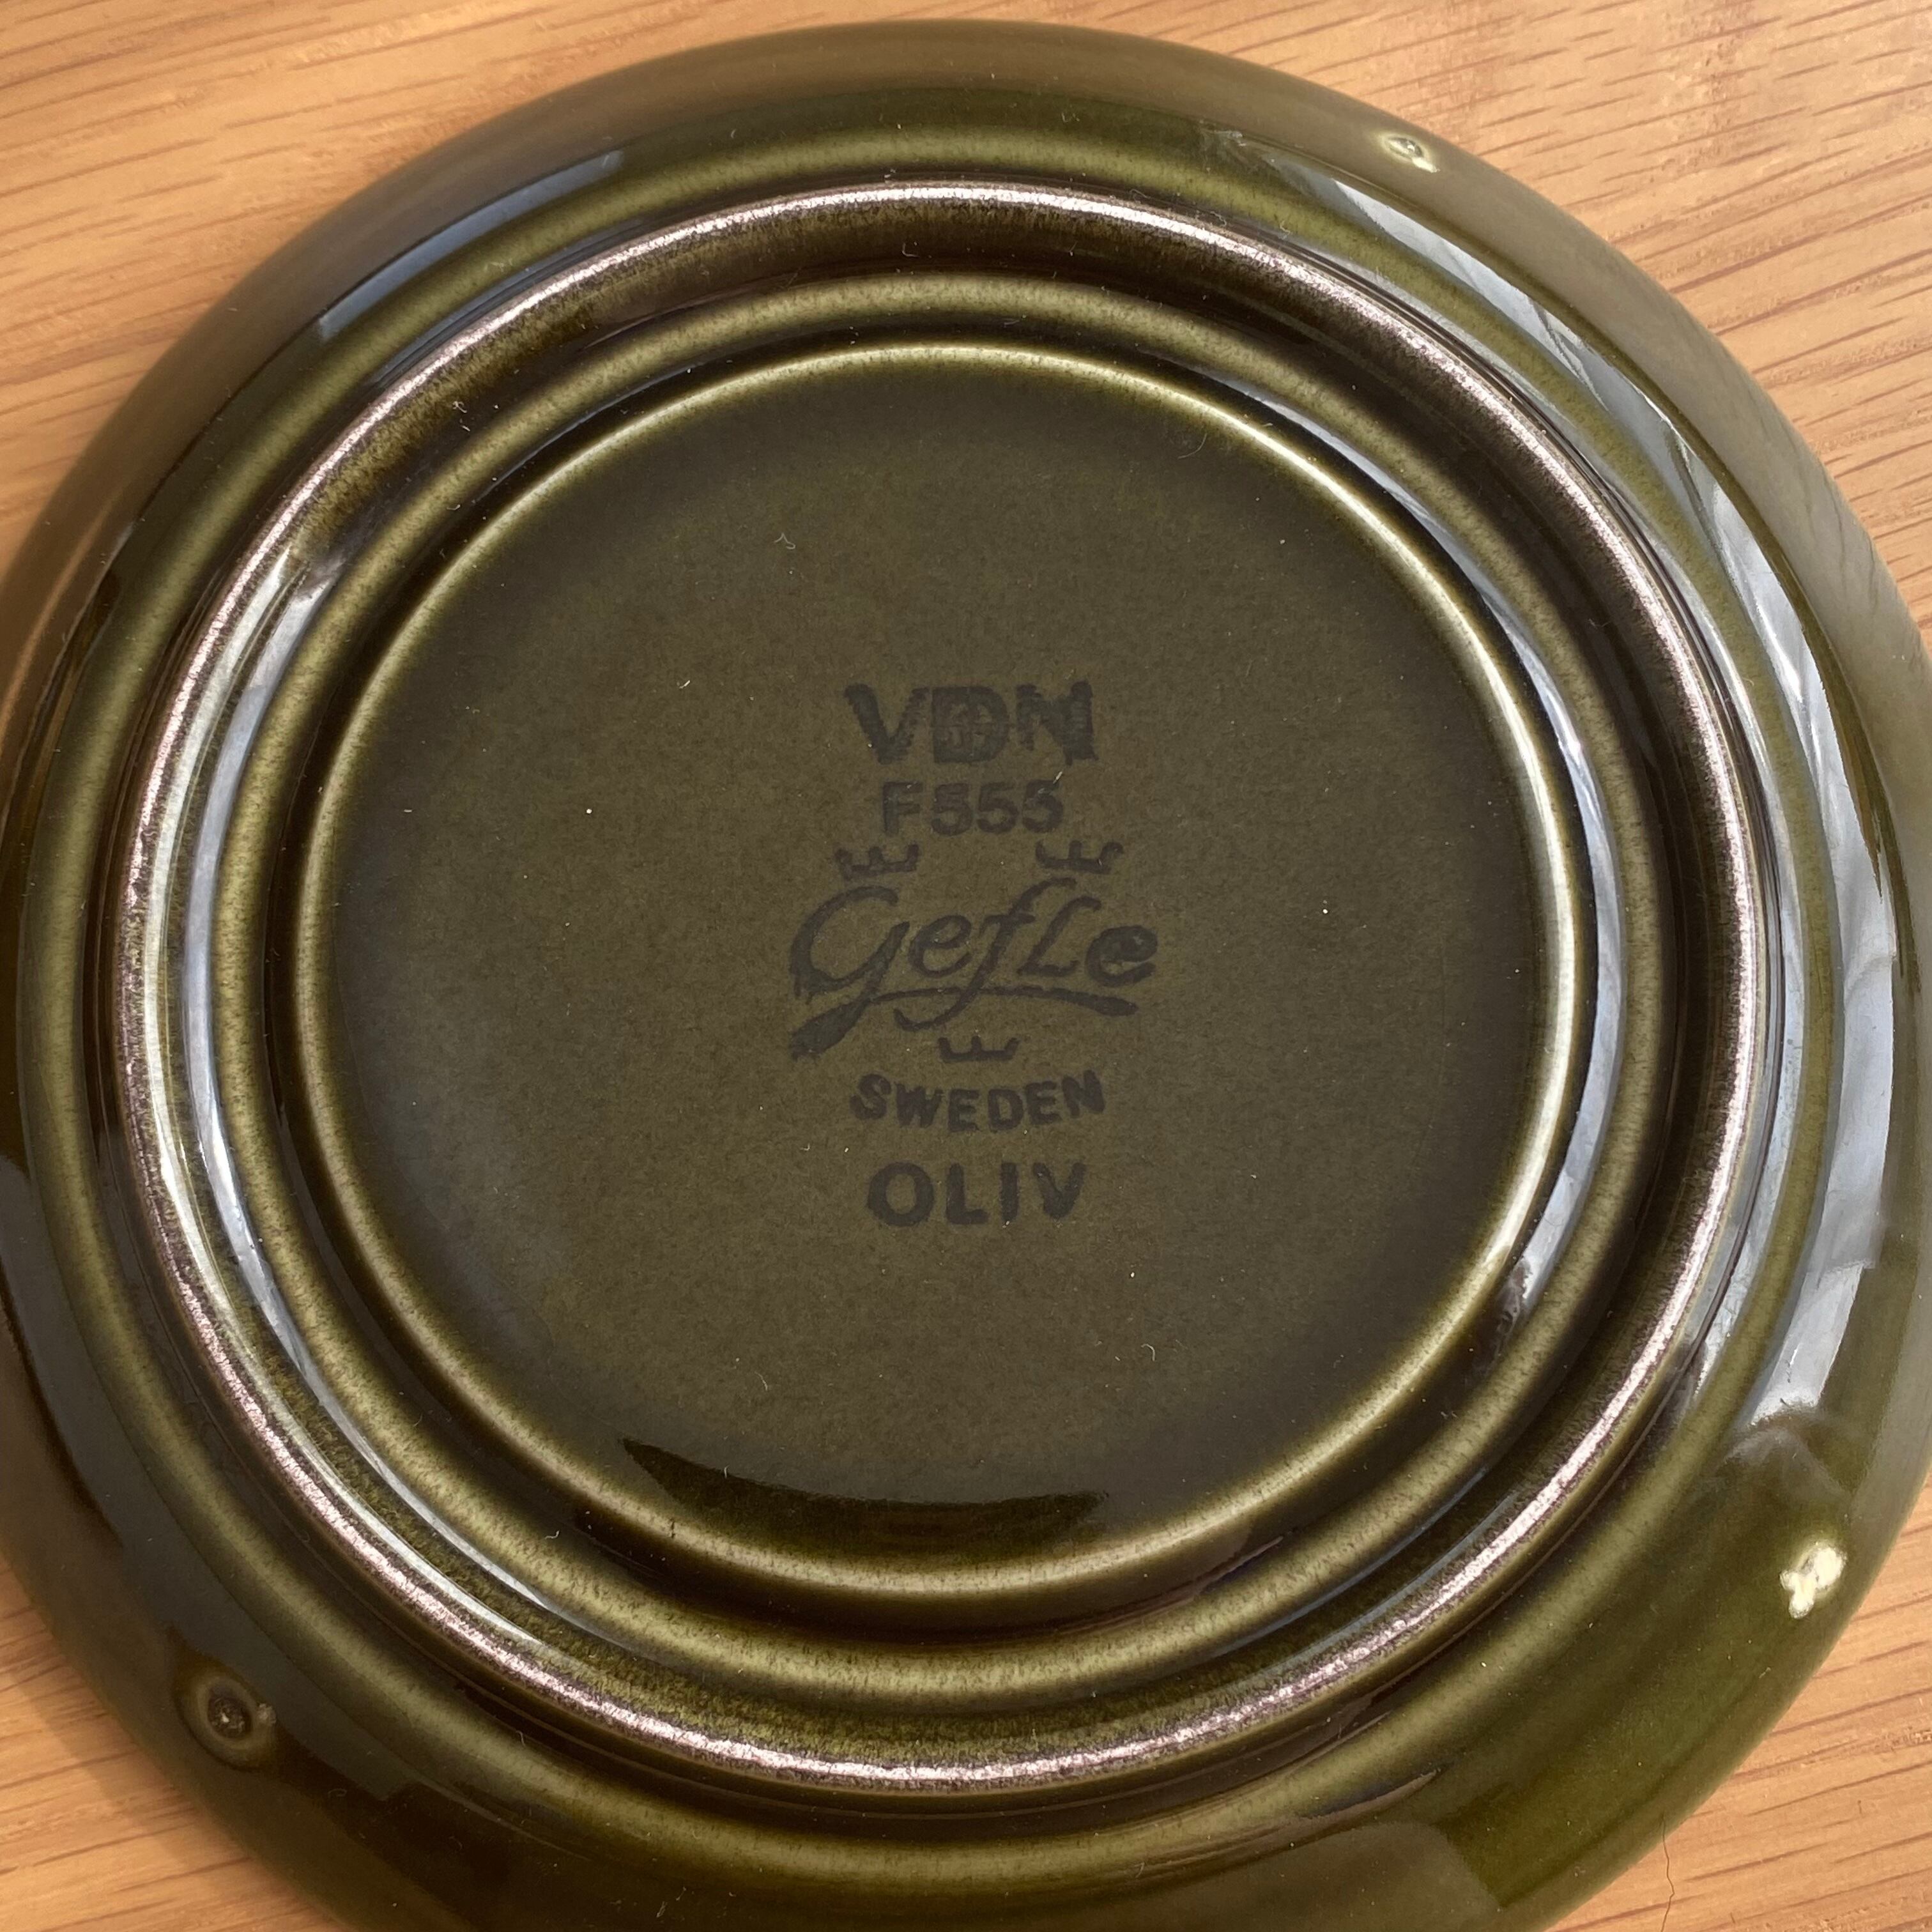 VDN
F555
Gefle
SWEDEN
OLIV